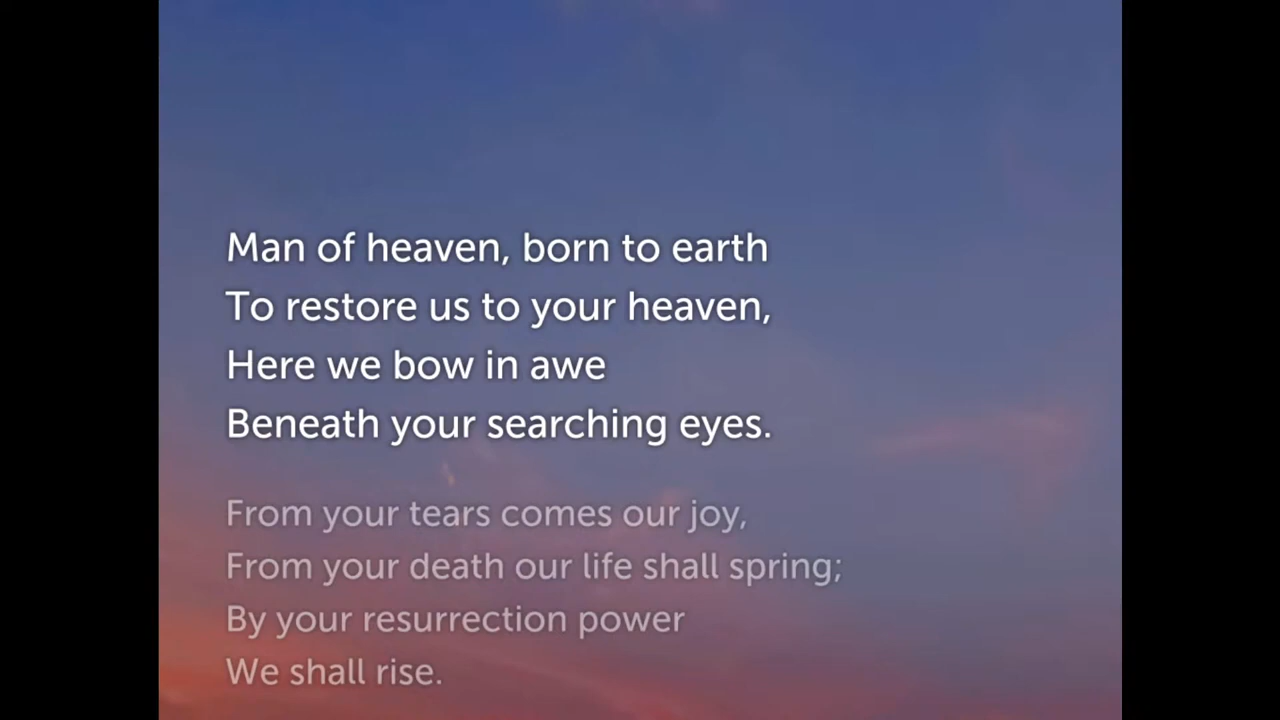 Man of heaven, born to earth
To restore us to your heaven,
Here we bow in awe
Beneath your searching eyes.
From your tears comes our joy,
From your death our life shall spring;
By your resurrection power
We shall rise.